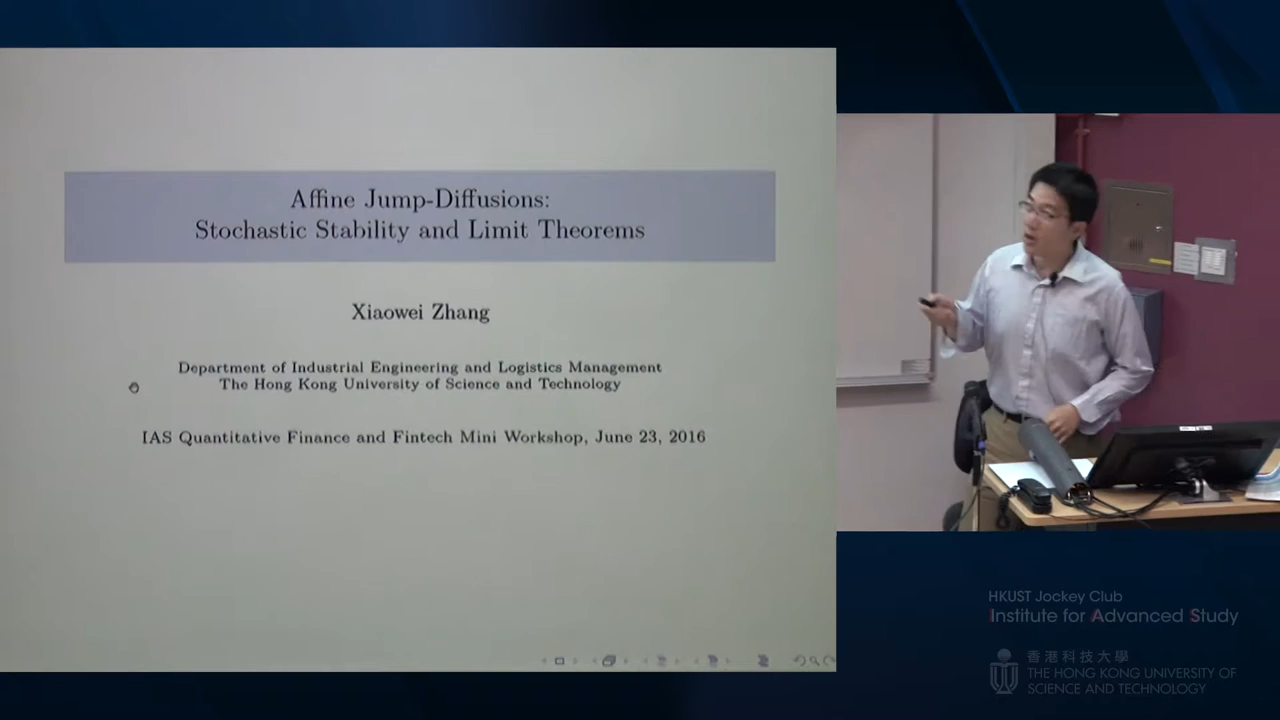 Affine Jump-Diffusions:
Stochastic Stability and Limit Theorems
Xiaowei Zhang
Department of Industrial Engineering and Logistics Management
The Hong Kong University of Science and Technology
IAS Quantitative Finance and Fintech Mini Workshop, June 23, 2016
HKUST Jockey Club
Institute for Advanced Study
香港科技大學
THE HONG KONG UNIVERSITY OF
SCIENCE AND TECHNOLOGY